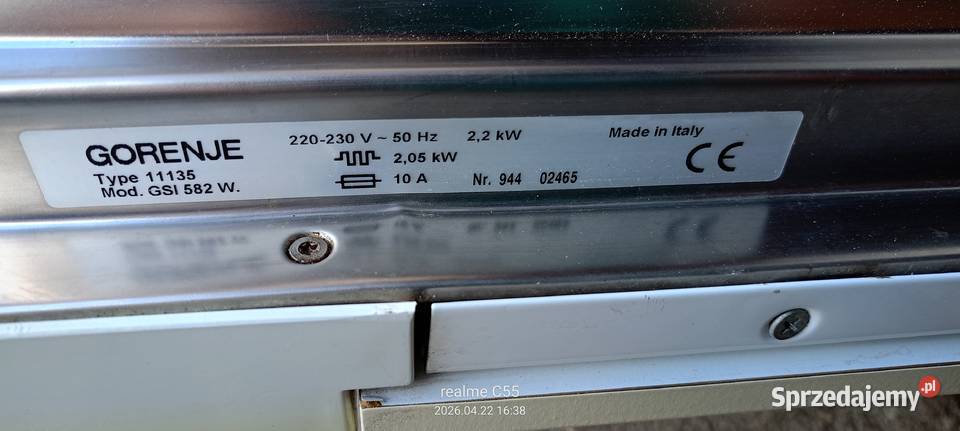 GORENJE
Type 11135
Mod. GSI 582 W.
220-230 V ~ 50 Hz 2,2 kW
2,05 kW
10 A Nr. 944 02465
Made in Italy
CE
realme C55
2026.04.22 16:38
Sprzedajemy.pl